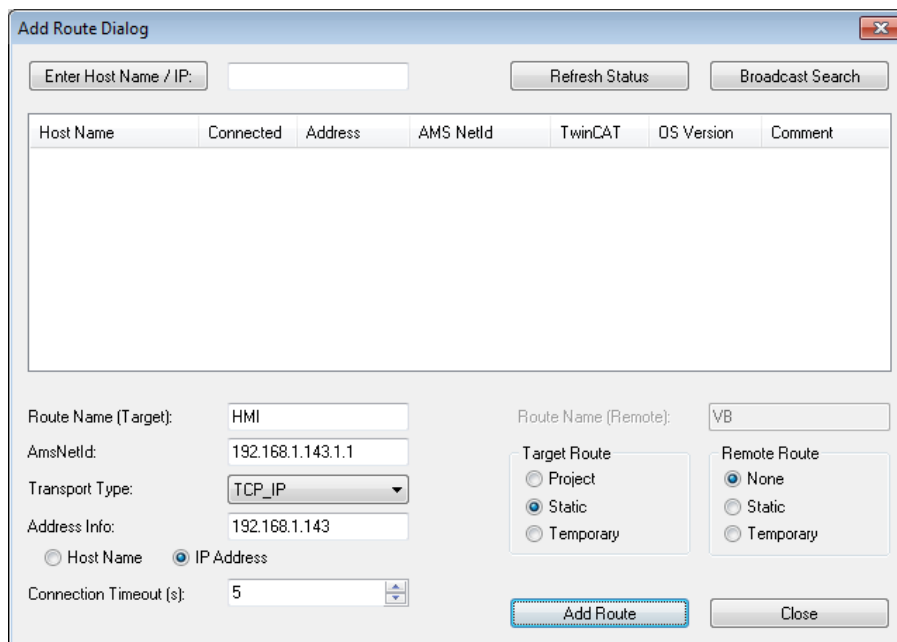 Add Route Dialog
Enter Host Name / IP: Refresh Status Broadcast Search
Host Name Connected Address AMS NetId TwinCAT OS Version Comment
Route Name (Target): HMI Route Name (Remote): VB
AmsNetId: 192.168.1.143.1.1 Target Route Remote Route
Project None
Transport Type: TCP_IP
Static Static
Address Info: 192.168.1.143
Temporary Temporary
Host Name IP Address
Connection Timeout (s): 5
Add Route Close